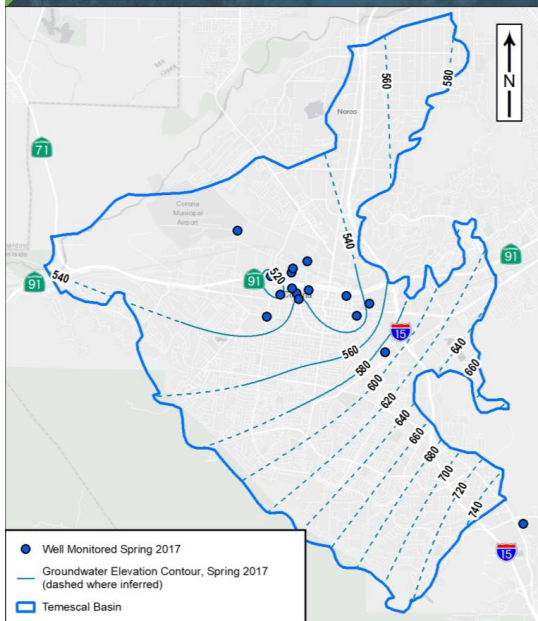 560
580
N
Norco
71
Corona
Municipal
Airport
540
91
540
91
520
91
15
560
580
600
640
660
620
640
660
680
700
720
740
15
Well Monitored Spring 2017
Groundwater Elevation Contour, Spring 2017
(dashed where inferred)
Temescal Basin